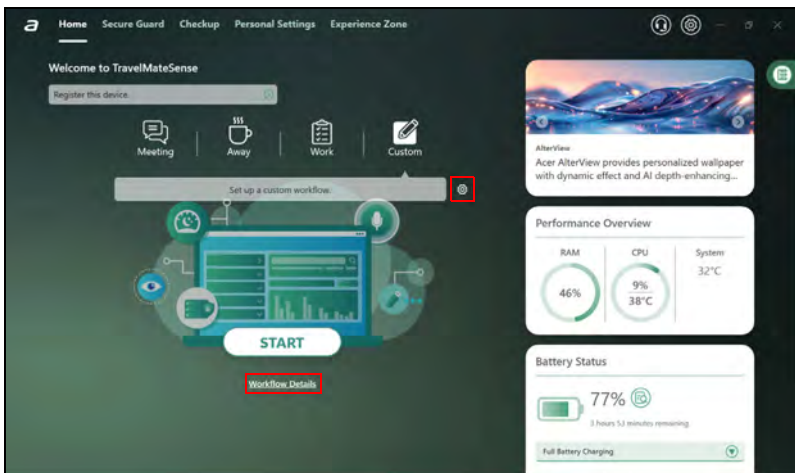 a Home Secure Guard Checkup Personal Settings Experience Zone
Welcome to TravelMateSense
Register this device.
Meeting Away Work Custom
Set up a custom workflow.
START
Workflow Details
AlterView
Acer AlterView provides personalized wallpaper
with dynamic effect and AI depth-enhancing...
Performance Overview
RAM CPU System
46%
9%
38°C
32°C
Battery Status
77%
3 hours 53 minutes remaining
Full Battery Charging